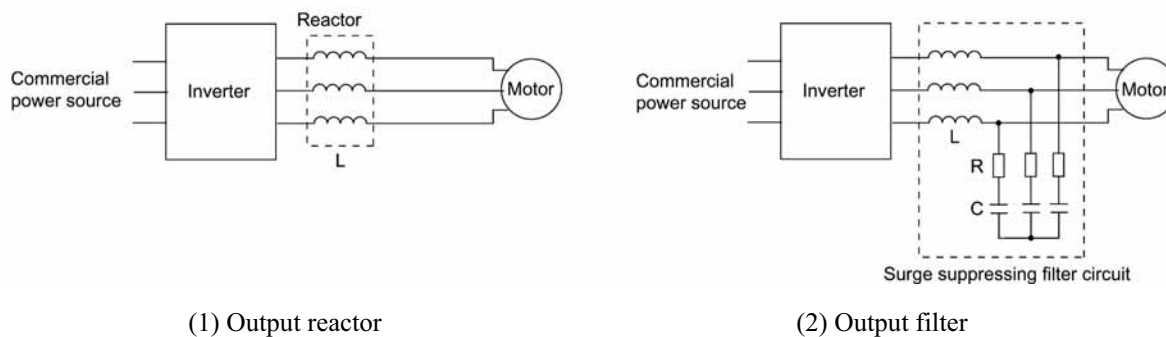 Reactor
Commercial
power source
Inverter
Motor
L
(1) Output reactor
Commercial
power source
Inverter
Motor
L
R
C
Surge suppressing filter circuit
(2) Output filter